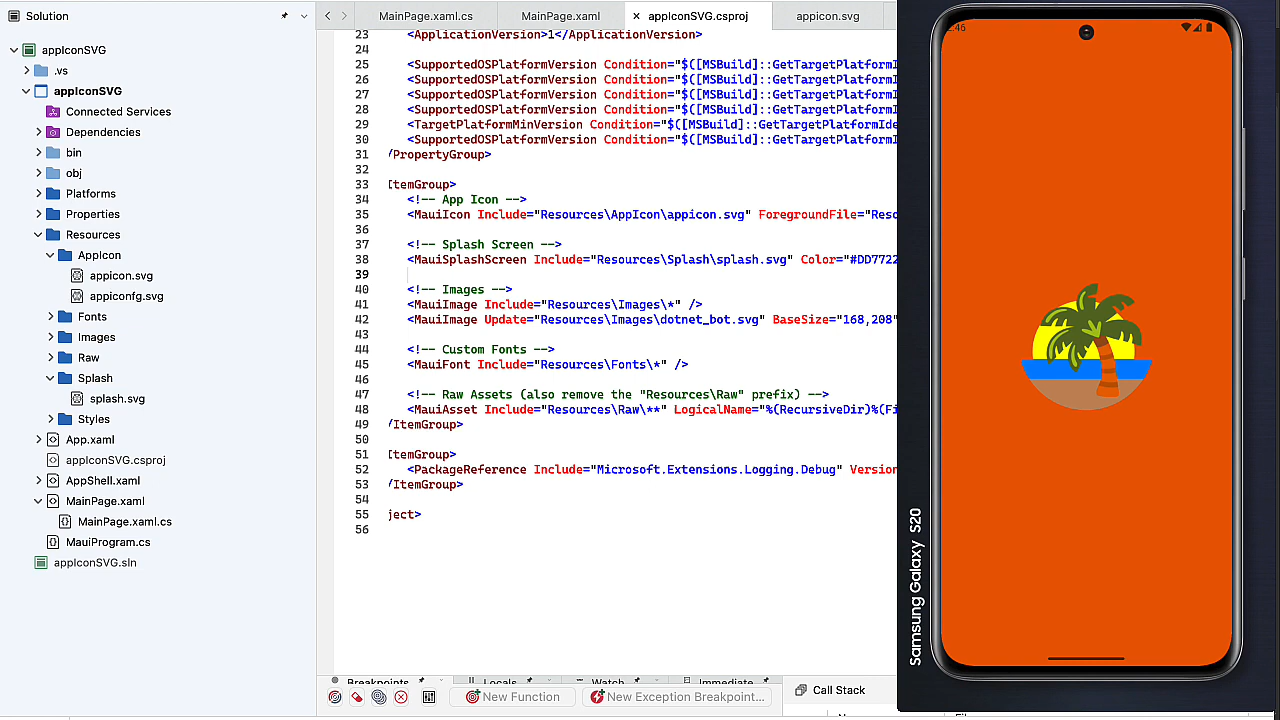 Solution
appIconSVG
.vs
appIconSVG
Connected Services
Dependencies
bin
obj
Platforms
Properties
Resources
AppIcon
appicon.svg
appiconfg.svg
Fonts
Images
Raw
Splash
splash.svg
Styles
App.xaml
appIconSVG.csproj
AppShell.xaml
MainPage.xaml
MainPage.xaml.cs
MauiProgram.cs
appIconSVG.sln
MainPage.xaml.cs
MainPage.xaml
appIconSVG.csproj
appicon.svg
23 <ApplicationVersion>1</ApplicationVersion>
24
25 <SupportedOSPlatformVersion Condition="$([MSBuild]::GetTargetPlatformI
26 <SupportedOSPlatformVersion Condition="$([MSBuild]::GetTargetPlatformI
27 <SupportedOSPlatformVersion Condition="$([MSBuild]::GetTargetPlatformI
28 <SupportedOSPlatformVersion Condition="$([MSBuild]::GetTargetPlatformI
29 <TargetPlatformMinVersion Condition="$([MSBuild]::GetTargetPlatformIde
30 <SupportedOSPlatformVersion Condition="$([MSBuild]::GetTargetPlatformI
31 /PropertyGroup>
32
33 ItemGroup>
34 <!-- App Icon -->
35 <MauiIcon Include="Resources\AppIcon\appicon.svg" ForegroundFile="Reso
36
37 <!-- Splash Screen -->
38 <MauiSplashScreen Include="Resources\Splash\splash.svg" Color="#DD7722
39
40 <!-- Images -->
41 <MauiImage Include="Resources\Images\*" />
42 <MauiImage Update="Resources\Images\dotnet_bot.svg" BaseSize="168,208"
43
44 <!-- Custom Fonts -->
45 <MauiFont Include="Resources\Fonts\*" />
46
47 <!-- Raw Assets (also remove the "Resources\Raw" prefix) -->
48 <MauiAsset Include="Resources\Raw\**" LogicalName="%(RecursiveDir)%(Fi
49 /ItemGroup>
50
51 ItemGroup>
52 <PackageReference Include="Microsoft.Extensions.Logging.Debug" Version
53 /ItemGroup>
54
55 ject>
56
Breakpoints
Locals
Watch
Immediate
New Function
New Exception Breakpoint...
Call Stack
:46
Samsung Galaxy S20